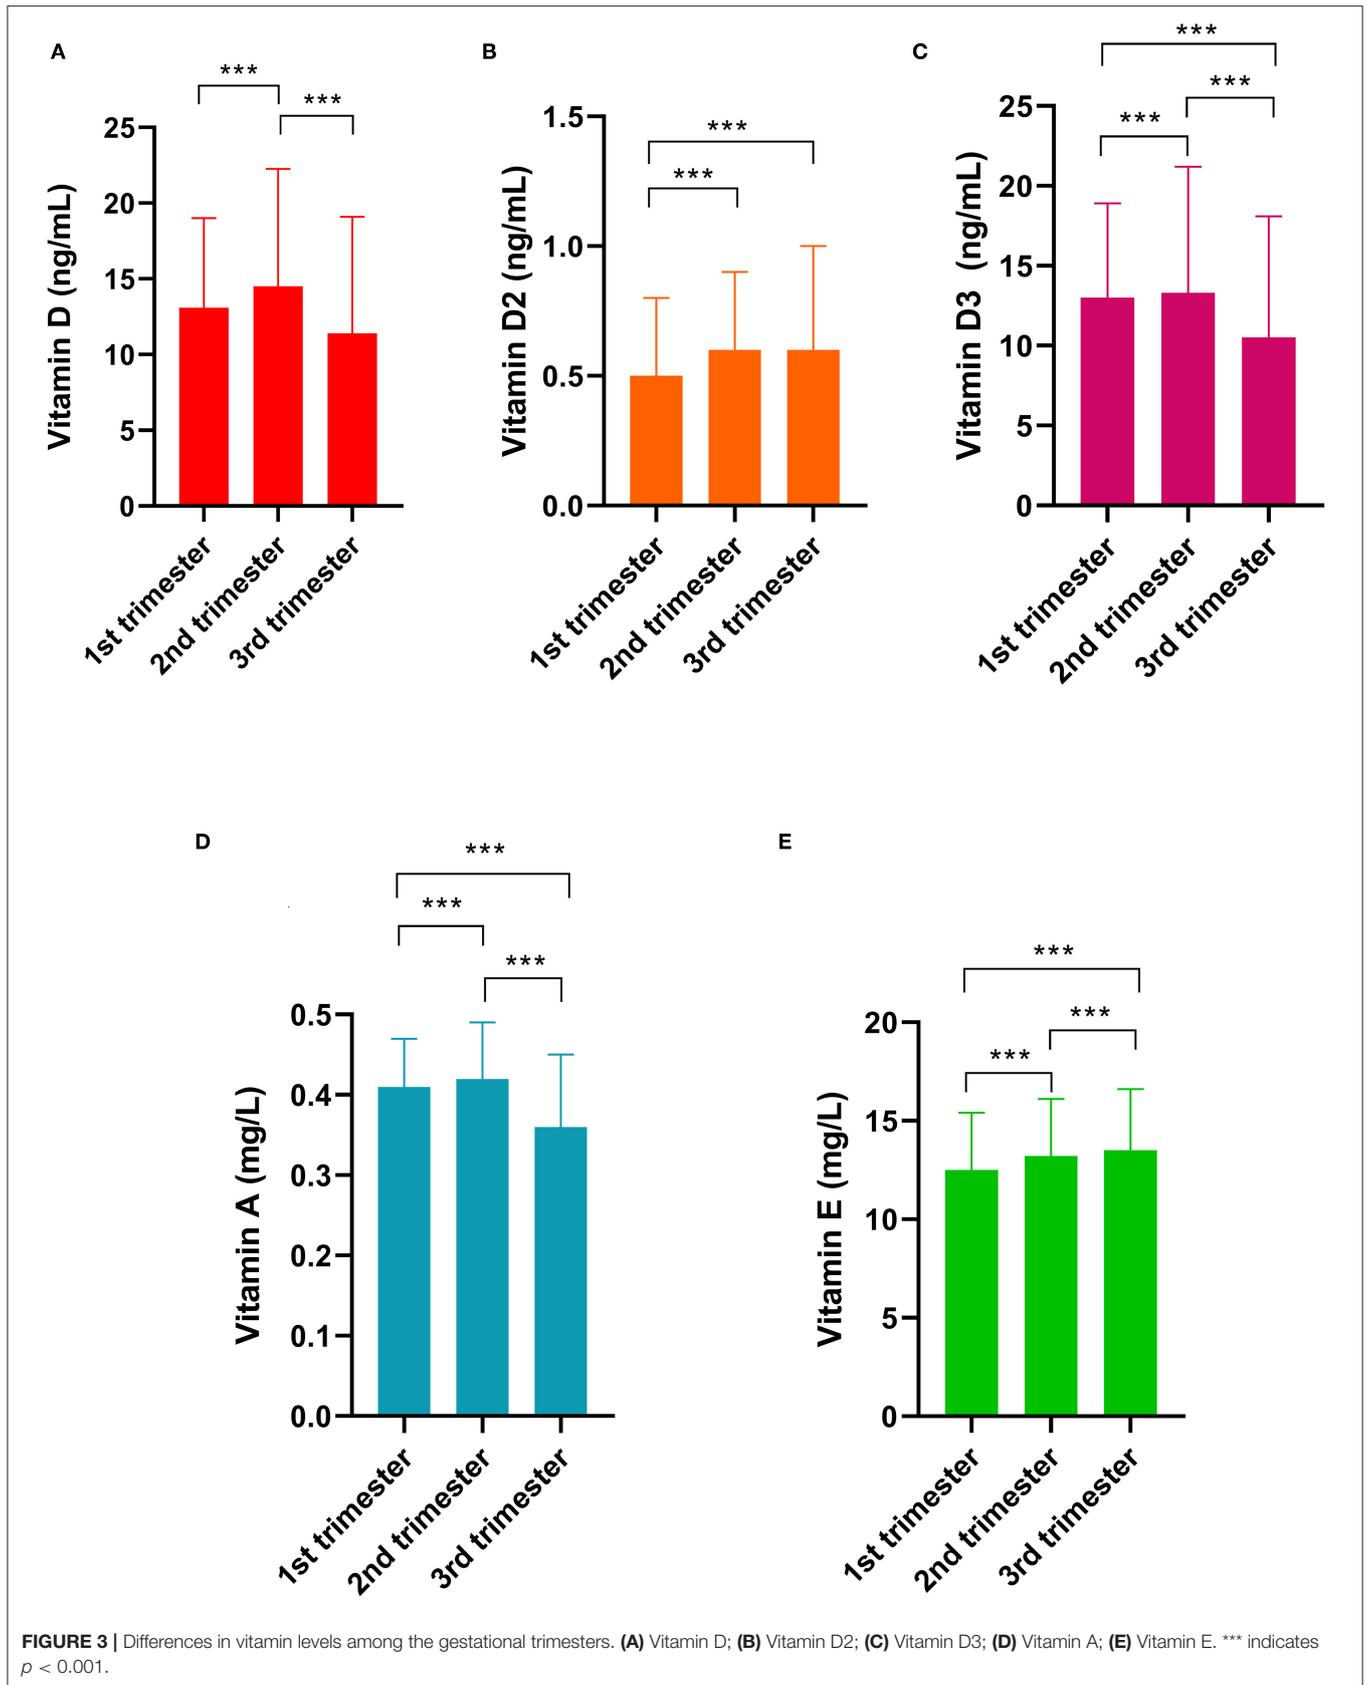 A
***
***
25
20
15
10
5
0
Vitamin D (ng/mL)
1st trimester
2nd trimester
3rd trimester
B
***
***
1.5
1.0
0.5
0.0
Vitamin D2 (ng/mL)
1st trimester
2nd trimester
3rd trimester
C
***
***
***
25
20
15
10
5
0
Vitamin D3 (ng/mL)
1st trimester
2nd trimester
3rd trimester
D
***
***
***
0.5
0.4
0.3
0.2
0.1
0.0
Vitamin A (mg/L)
1st trimester
2nd trimester
3rd trimester
E
***
***
***
20
15
10
5
0
Vitamin E (mg/L)
1st trimester
2nd trimester
3rd trimester
FIGURE 3 | Differences in vitamin levels among the gestational trimesters. (A) Vitamin D; (B) Vitamin D2; (C) Vitamin D3; (D) Vitamin A; (E) Vitamin E. *** indicates
p < 0.001.